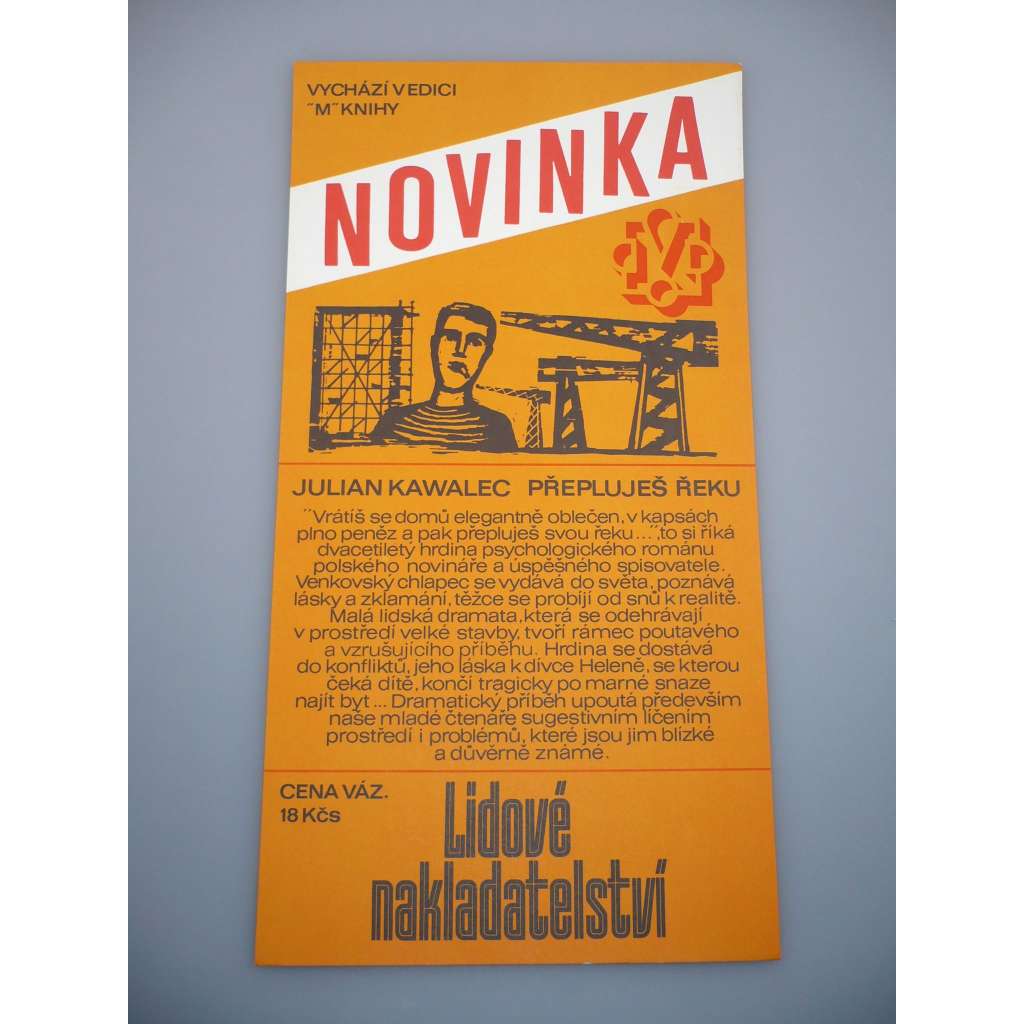 VYCHÁZÍ V EDICI
˝M˝ KNIHY
NOVINKA
JULIAN KAWALEC PŘEPLUJEŠ ŘEKU
˝Vrátíš se domů elegantně oblečen, v kapsách
plno peněz a pak přepluješ svou řeku ...˝, to si říká
dvacetiletý hrdina psychologického románu
polského novináře a úspěšného spisovatele.
Venkovský chlapec se vydává do světa, poznává
lásky a zklamání, těžce se probíjí od snů k realitě.
Malá lidská dramata, která se odehrávají
v prostředí velké stavby, tvoří rámec poutavého
a vzrušujícího příběhu. Hrdina se dostává
do konfliktů, jeho láska k dívce Heleně, se kterou
čeká dítě, končí tragicky po marné snaze
najít byt ... Dramatický příběh upoutá především
naše mladé čtenáře sugestivním líčením
prostředí i problémů, které jsou jim blízké
a důvěrně známé.
CENA VÁZ.
18 Kčs
Lidové
nakladatelství